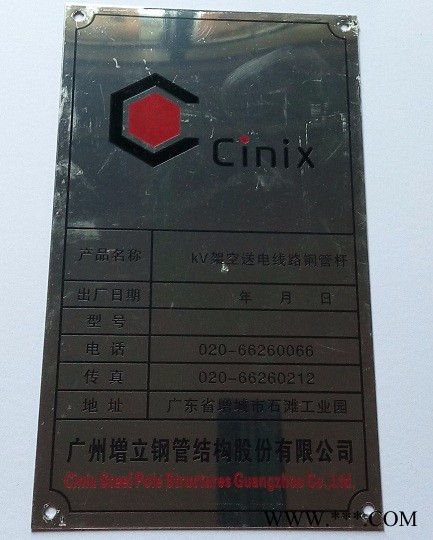 Cinix
产品名称 kV架空送电线路钢管杆
出厂日期 年 月 日
型号
电话 020-66260066
传真 020-66260212
地址 广东省增城市石滩工业园
广州增立钢管结构股份有限公司
Cinix Steel Pole Structures Guangzhou Co.,Ltd.
WWW.***.COM